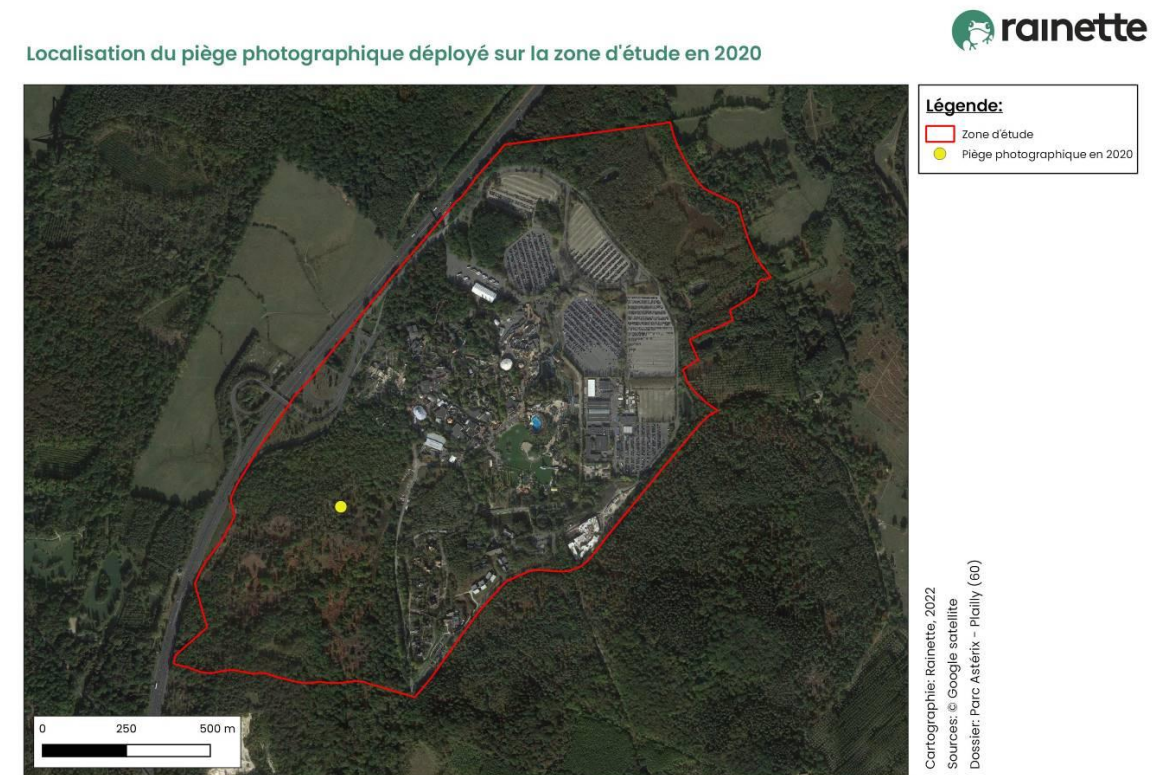 rainette
Localisation du piège photographique déployé sur la zone d'étude en 2020
Légende:
Zone d'étude
Piège photographique en 2020
0 250 500 m
Cartographie: Rainette, 2022
Sources: © Google satellite
Dossier: Parc Astérix - Plailly (60)